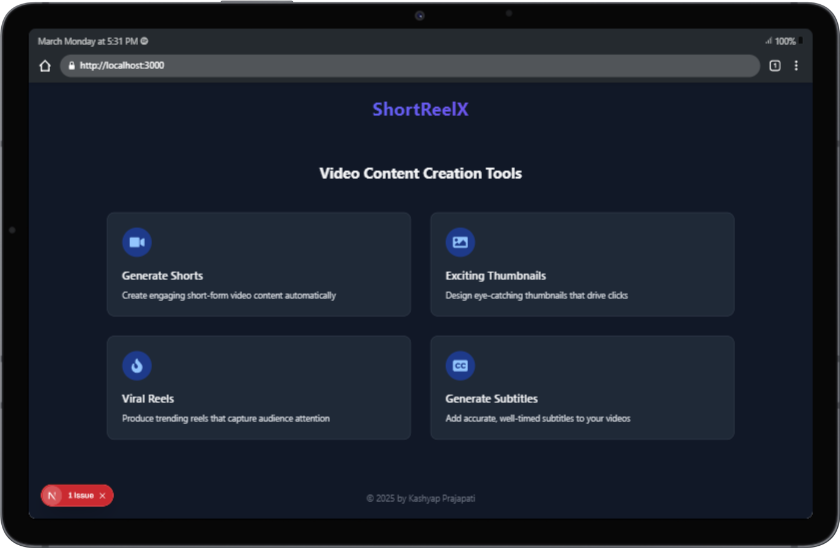 March Monday at 5:31 PM
100%
http://localhost:3000
1
ShortReelX
Video Content Creation Tools
Generate Shorts
Create engaging short-form video content automatically
Exciting Thumbnails
Design eye-catching thumbnails that drive clicks
Viral Reels
Produce trending reels that capture audience attention
CC
Generate Subtitles
Add accurate, well-timed subtitles to your videos
N 1 Issue ×
© 2025 by Kashyap Prajapati